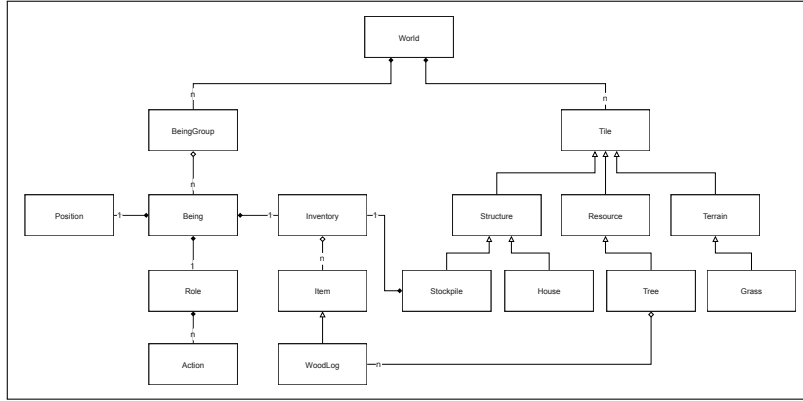 World
n
n
BeingGroup
Tile
n
Position
1
Being
1
Inventory
1
Structure
Resource
Terrain
1
n
Role
Item
Stockpile
House
Tree
Grass
n
Action
WoodLog
n